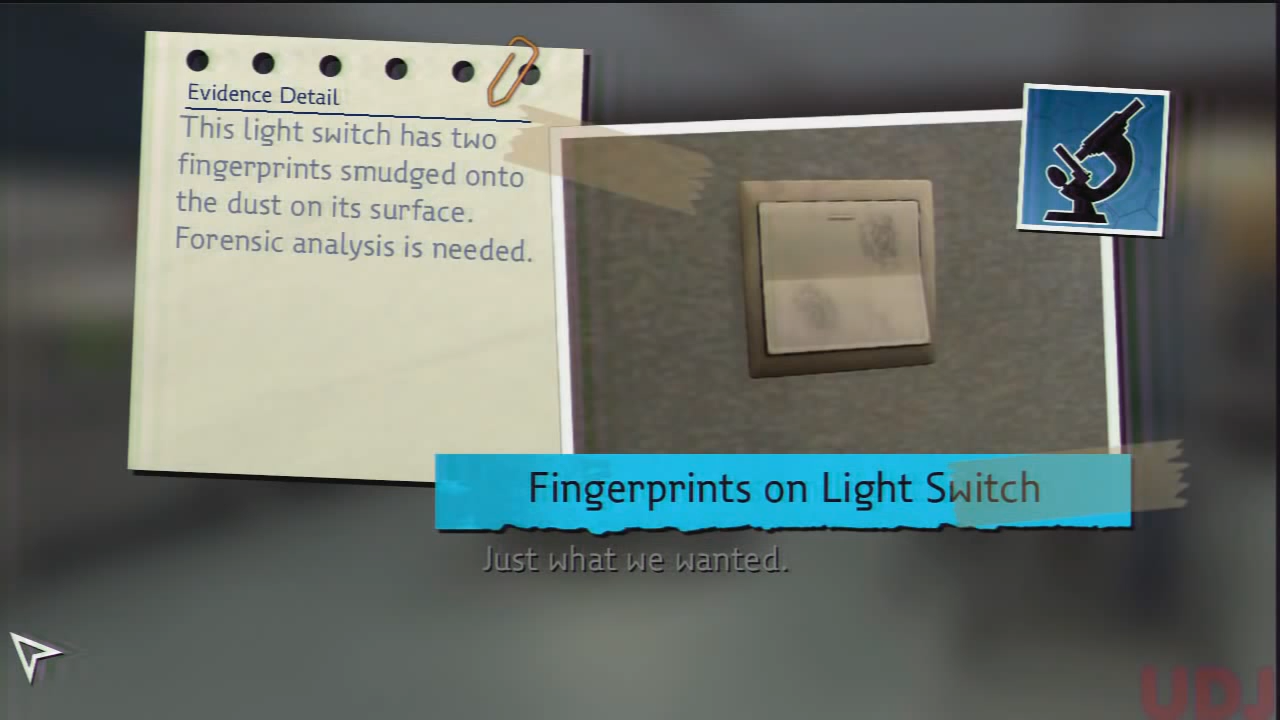 Evidence Detail
This light switch has two
fingerprints smudged onto
the dust on its surface.
Forensic analysis is needed.
Fingerprints on Light Switch
Just what we wanted.
UDJ